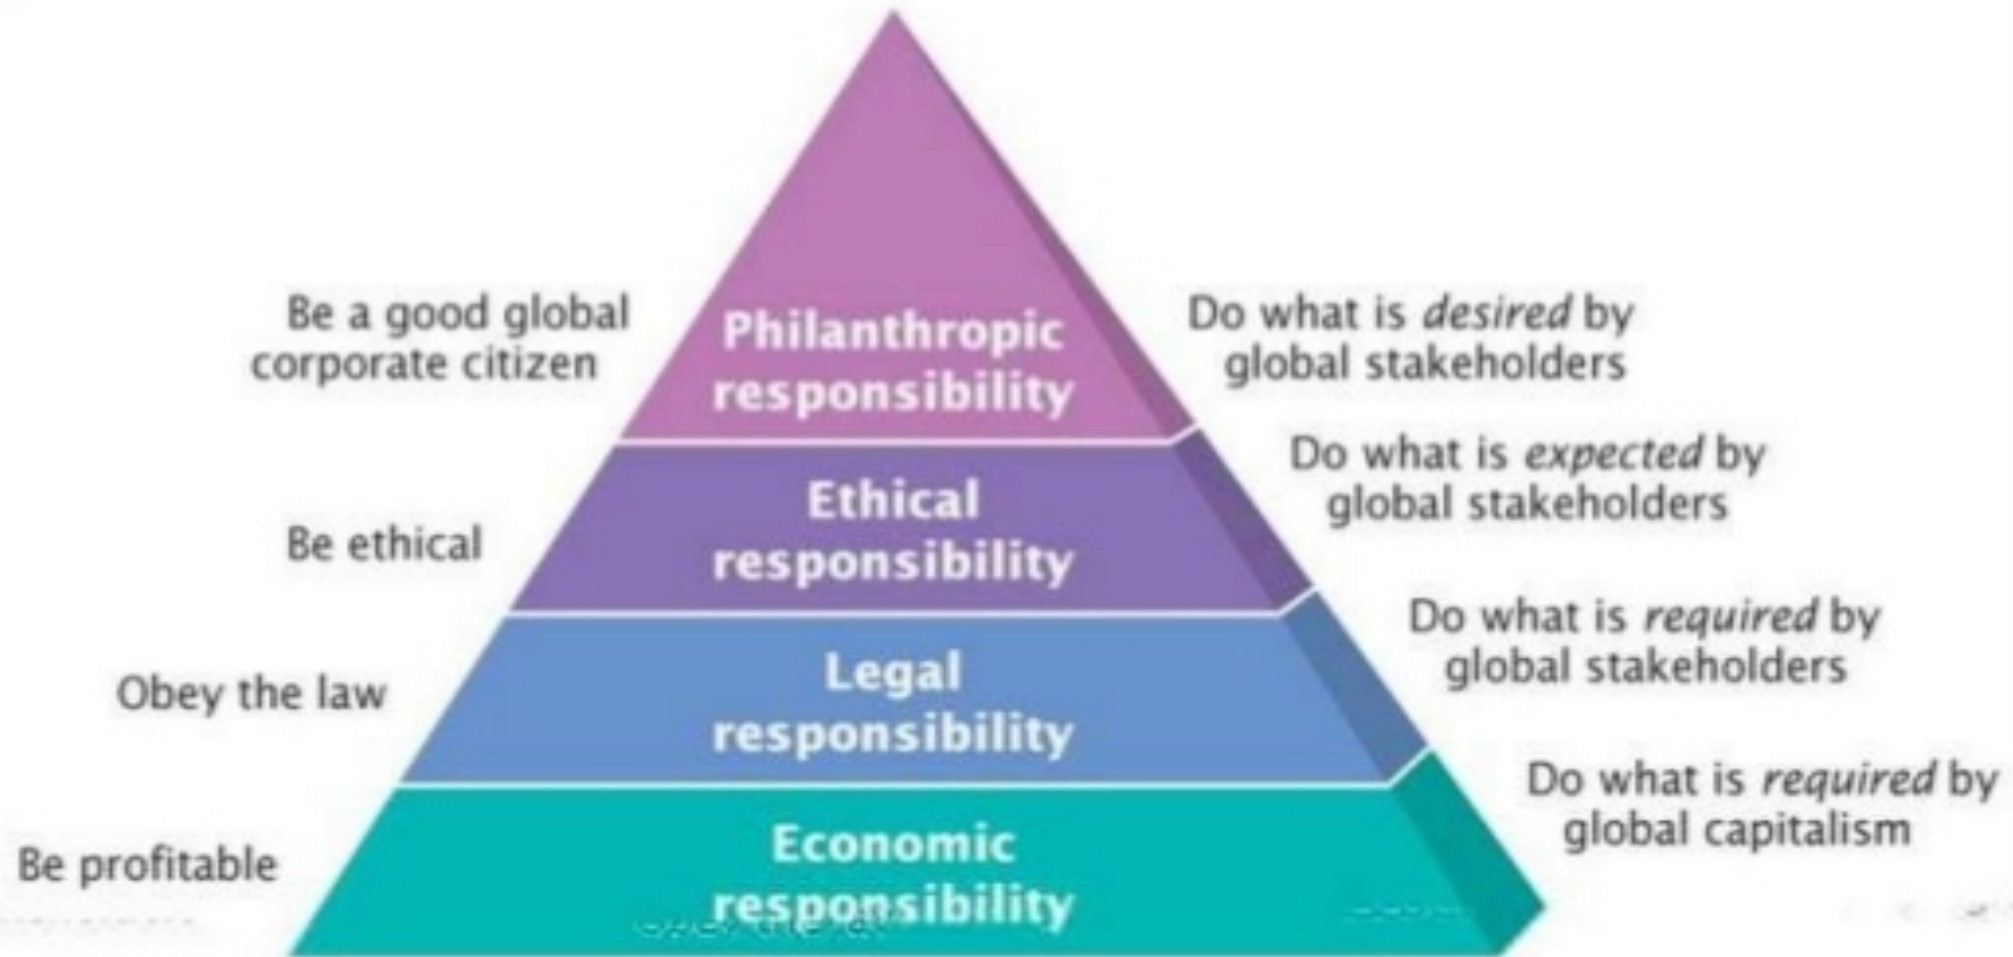 Be a good global
corporate citizen
Philanthropic
responsibility
Do what is desired by
global stakeholders
Be ethical
Ethical
responsibility
Do what is expected by
global stakeholders
Obey the law
Legal
responsibility
Do what is required by
global stakeholders
Be profitable
Economic
responsibility
Do what is required by
global capitalism